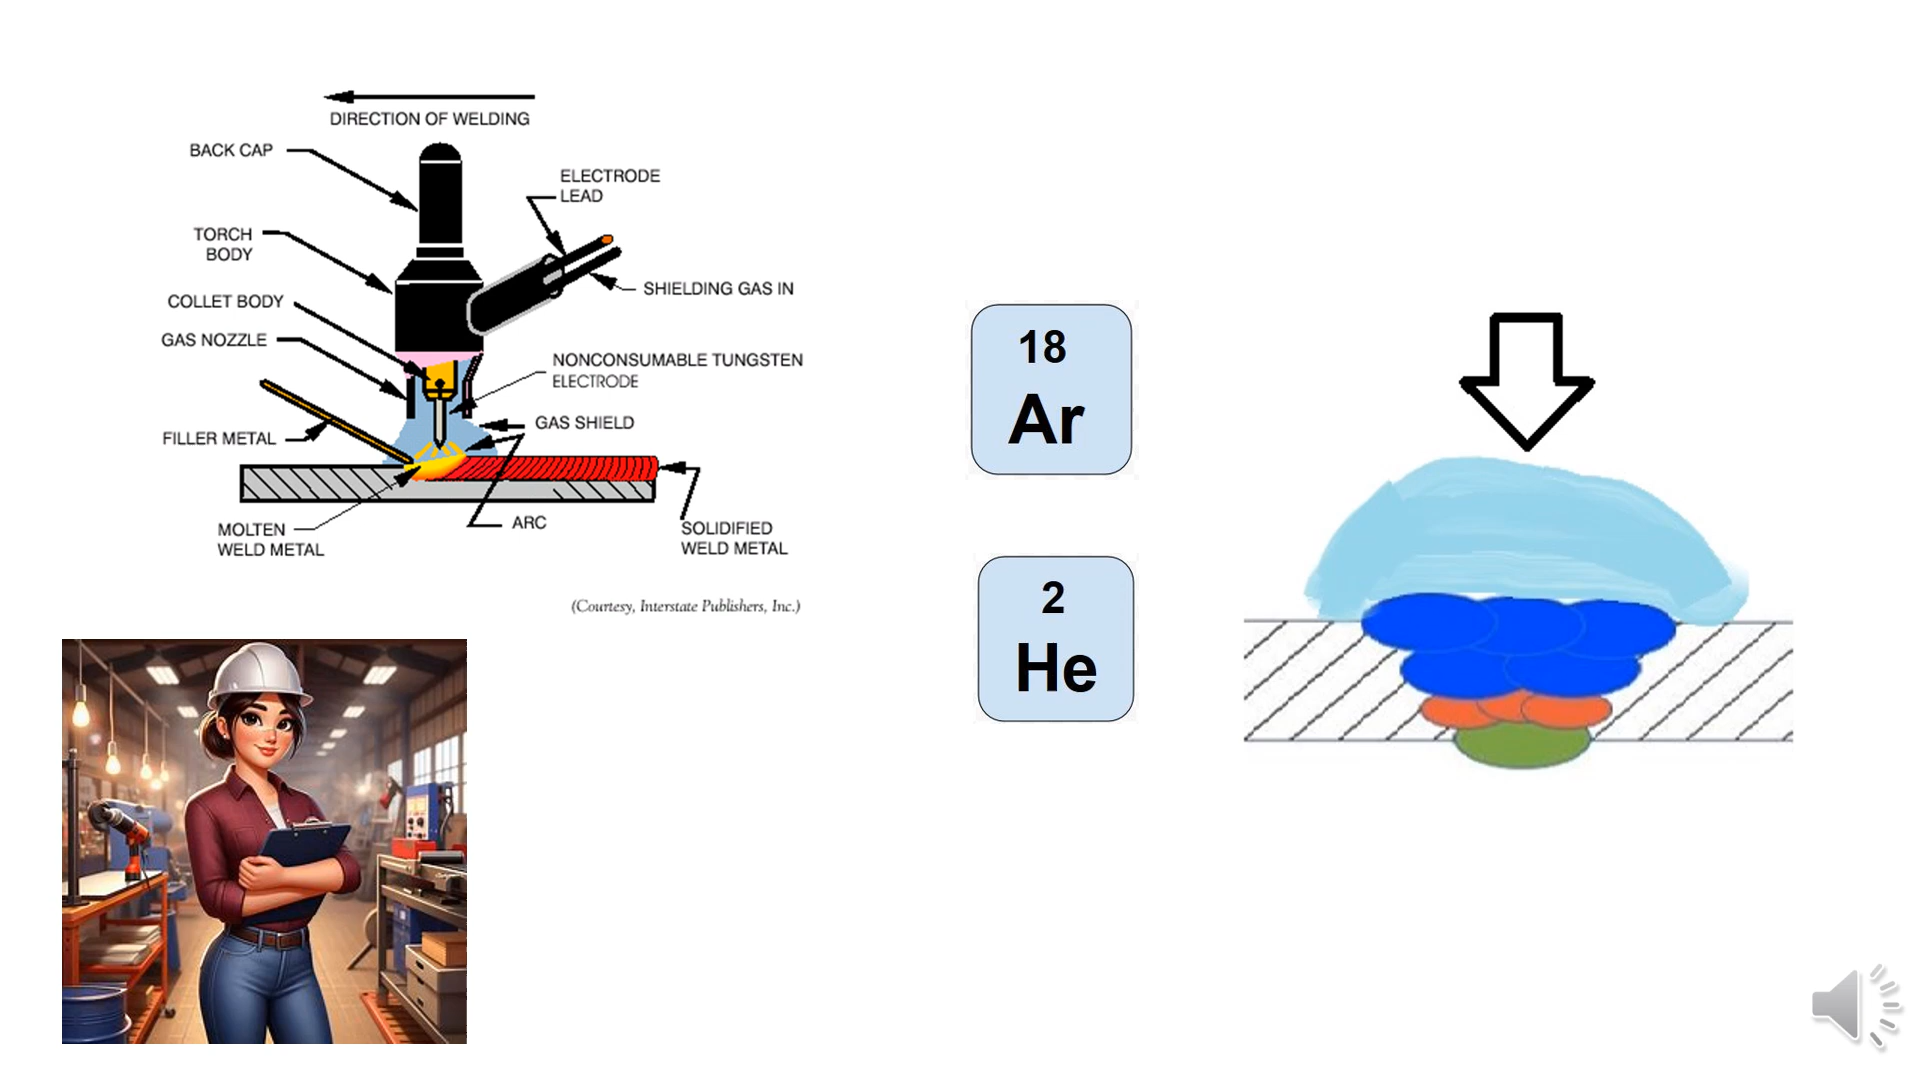 DIRECTION OF WELDING
BACK CAP
ELECTRODE
LEAD
TORCH
BODY
SHIELDING GAS IN
COLLET BODY
GAS NOZZLE
NONCONSUMABLE TUNGSTEN
ELECTRODE
GAS SHIELD
FILLER METAL
ARC
MOLTEN
WELD METAL
SOLIDIFIED
WELD METAL
(Courtesy, Interstate Publishers, Inc.)
18
Ar
2
He